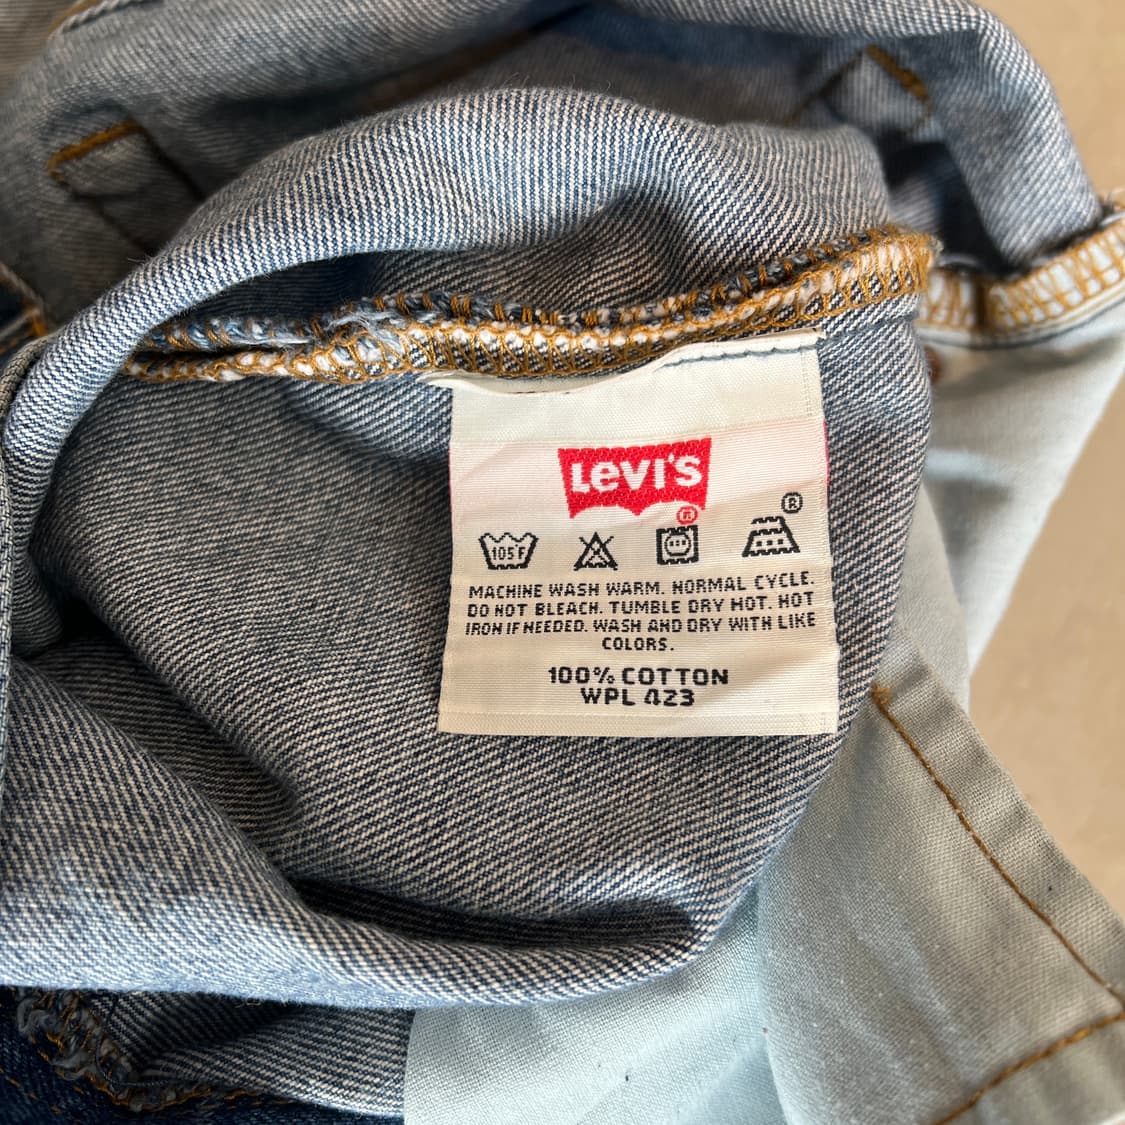 LEVI'S
®
®
105°F
MACHINE WASH WARM. NORMAL CYCLE.
DO NOT BLEACH. TUMBLE DRY HOT. HOT
IRON IF NEEDED. WASH AND DRY WITH LIKE
COLORS.
100% COTTON
WPL 423